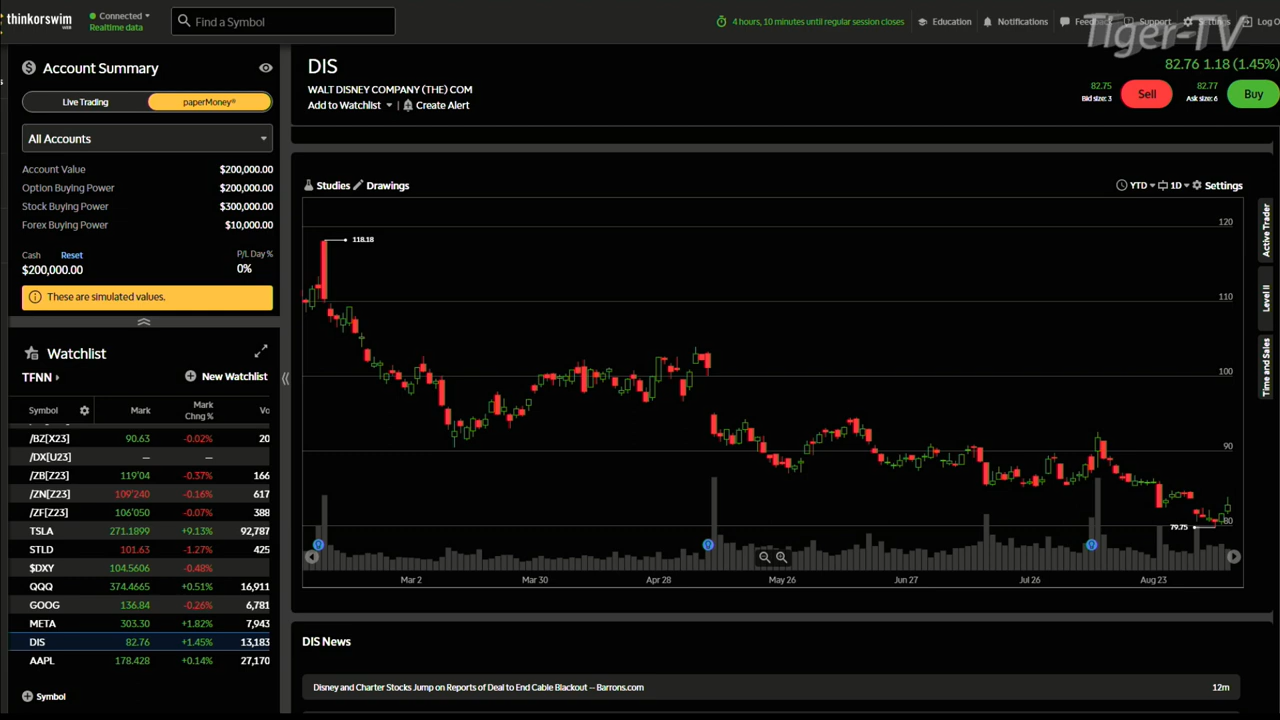 thinkorswim
WEB
Connected
Realtime data
Find a Symbol
4 hours, 10 minutes until regular session closes
Education
Notifications
Support
Settings
Log O
Tiger-TV
Account Summary
Live Trading
paperMoney®
All Accounts
Account Value $200,000.00
Option Buying Power $200,000.00
Stock Buying Power $300,000.00
Forex Buying Power $10,000.00
Cash Reset P/L Day %
$200,000.00 0%
These are simulated values.
Watchlist
TFNN
New Watchlist
Symbol Mark Mark Chng % Vo
/BZ[X23] 90.63 -0.02% 20
/DX[U23] — —
/ZB[Z23] 119'04 -0.37% 166
/ZN[Z23] 109'240 -0.16% 617
/ZF[Z23] 106'050 -0.07% 388
TSLA 271.1899 +9.13% 92,787
STLD 101.63 -1.27% 425
$DXY 104.5606 -0.48%
QQQ 374.4665 +0.51% 16,911
GOOG 136.84 -0.26% 6,781
META 303.30 +1.82% 7,943
DIS 82.76 +1.45% 13,183
AAPL 178.428 +0.14% 27,170
Symbol
DIS
WALT DISNEY COMPANY (THE) COM
Add to Watchlist | Create Alert
82.76 1.18 (1.45%)
82.75
Bid size: 3
Sell
82.77
Ask size: 6
Buy
Studies Drawings
YTD 1D Settings
118.18
120
110
100
90
80
79.75
Mar 2 Mar 30 Apr 28 May 26 Jun 27 Jul 26 Aug 23
Active Trader
Level II
Time and Sales
DIS News
Disney and Charter Stocks Jump on Reports of Deal to End Cable Blackout -- Barrons.com 12m